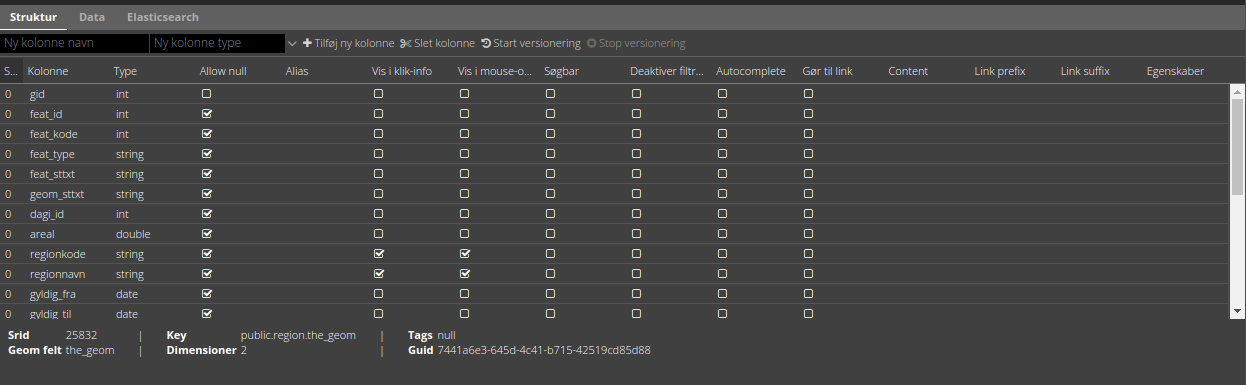 Struktur Data Elasticsearch
Ny kolonne navn Ny kolonne type Tilføj ny kolonne Slet kolonne Start versionering Stop versionering
S... Kolonne Type Allow null Alias Vis i klik-info Vis i mouse-o... Søgbar Deaktiver filtr... Autocomplete Gør til link Content Link prefix Link suffix Egenskaber
0 gid int
0 feat_id int
0 feat_kode int
0 feat_type string
0 feat_sttxt string
0 geom_sttxt string
0 dagi_id int
0 areal double
0 regionkode string
0 regionnavn string
0 gyldig_fra date
0 gyldig_til date
Srid 25832 | Key public.region.the_geom | Tags null
Geom felt the_geom | Dimensioner 2 | Guid 7441a6e3-645d-4c41-b715-42519cd85d88